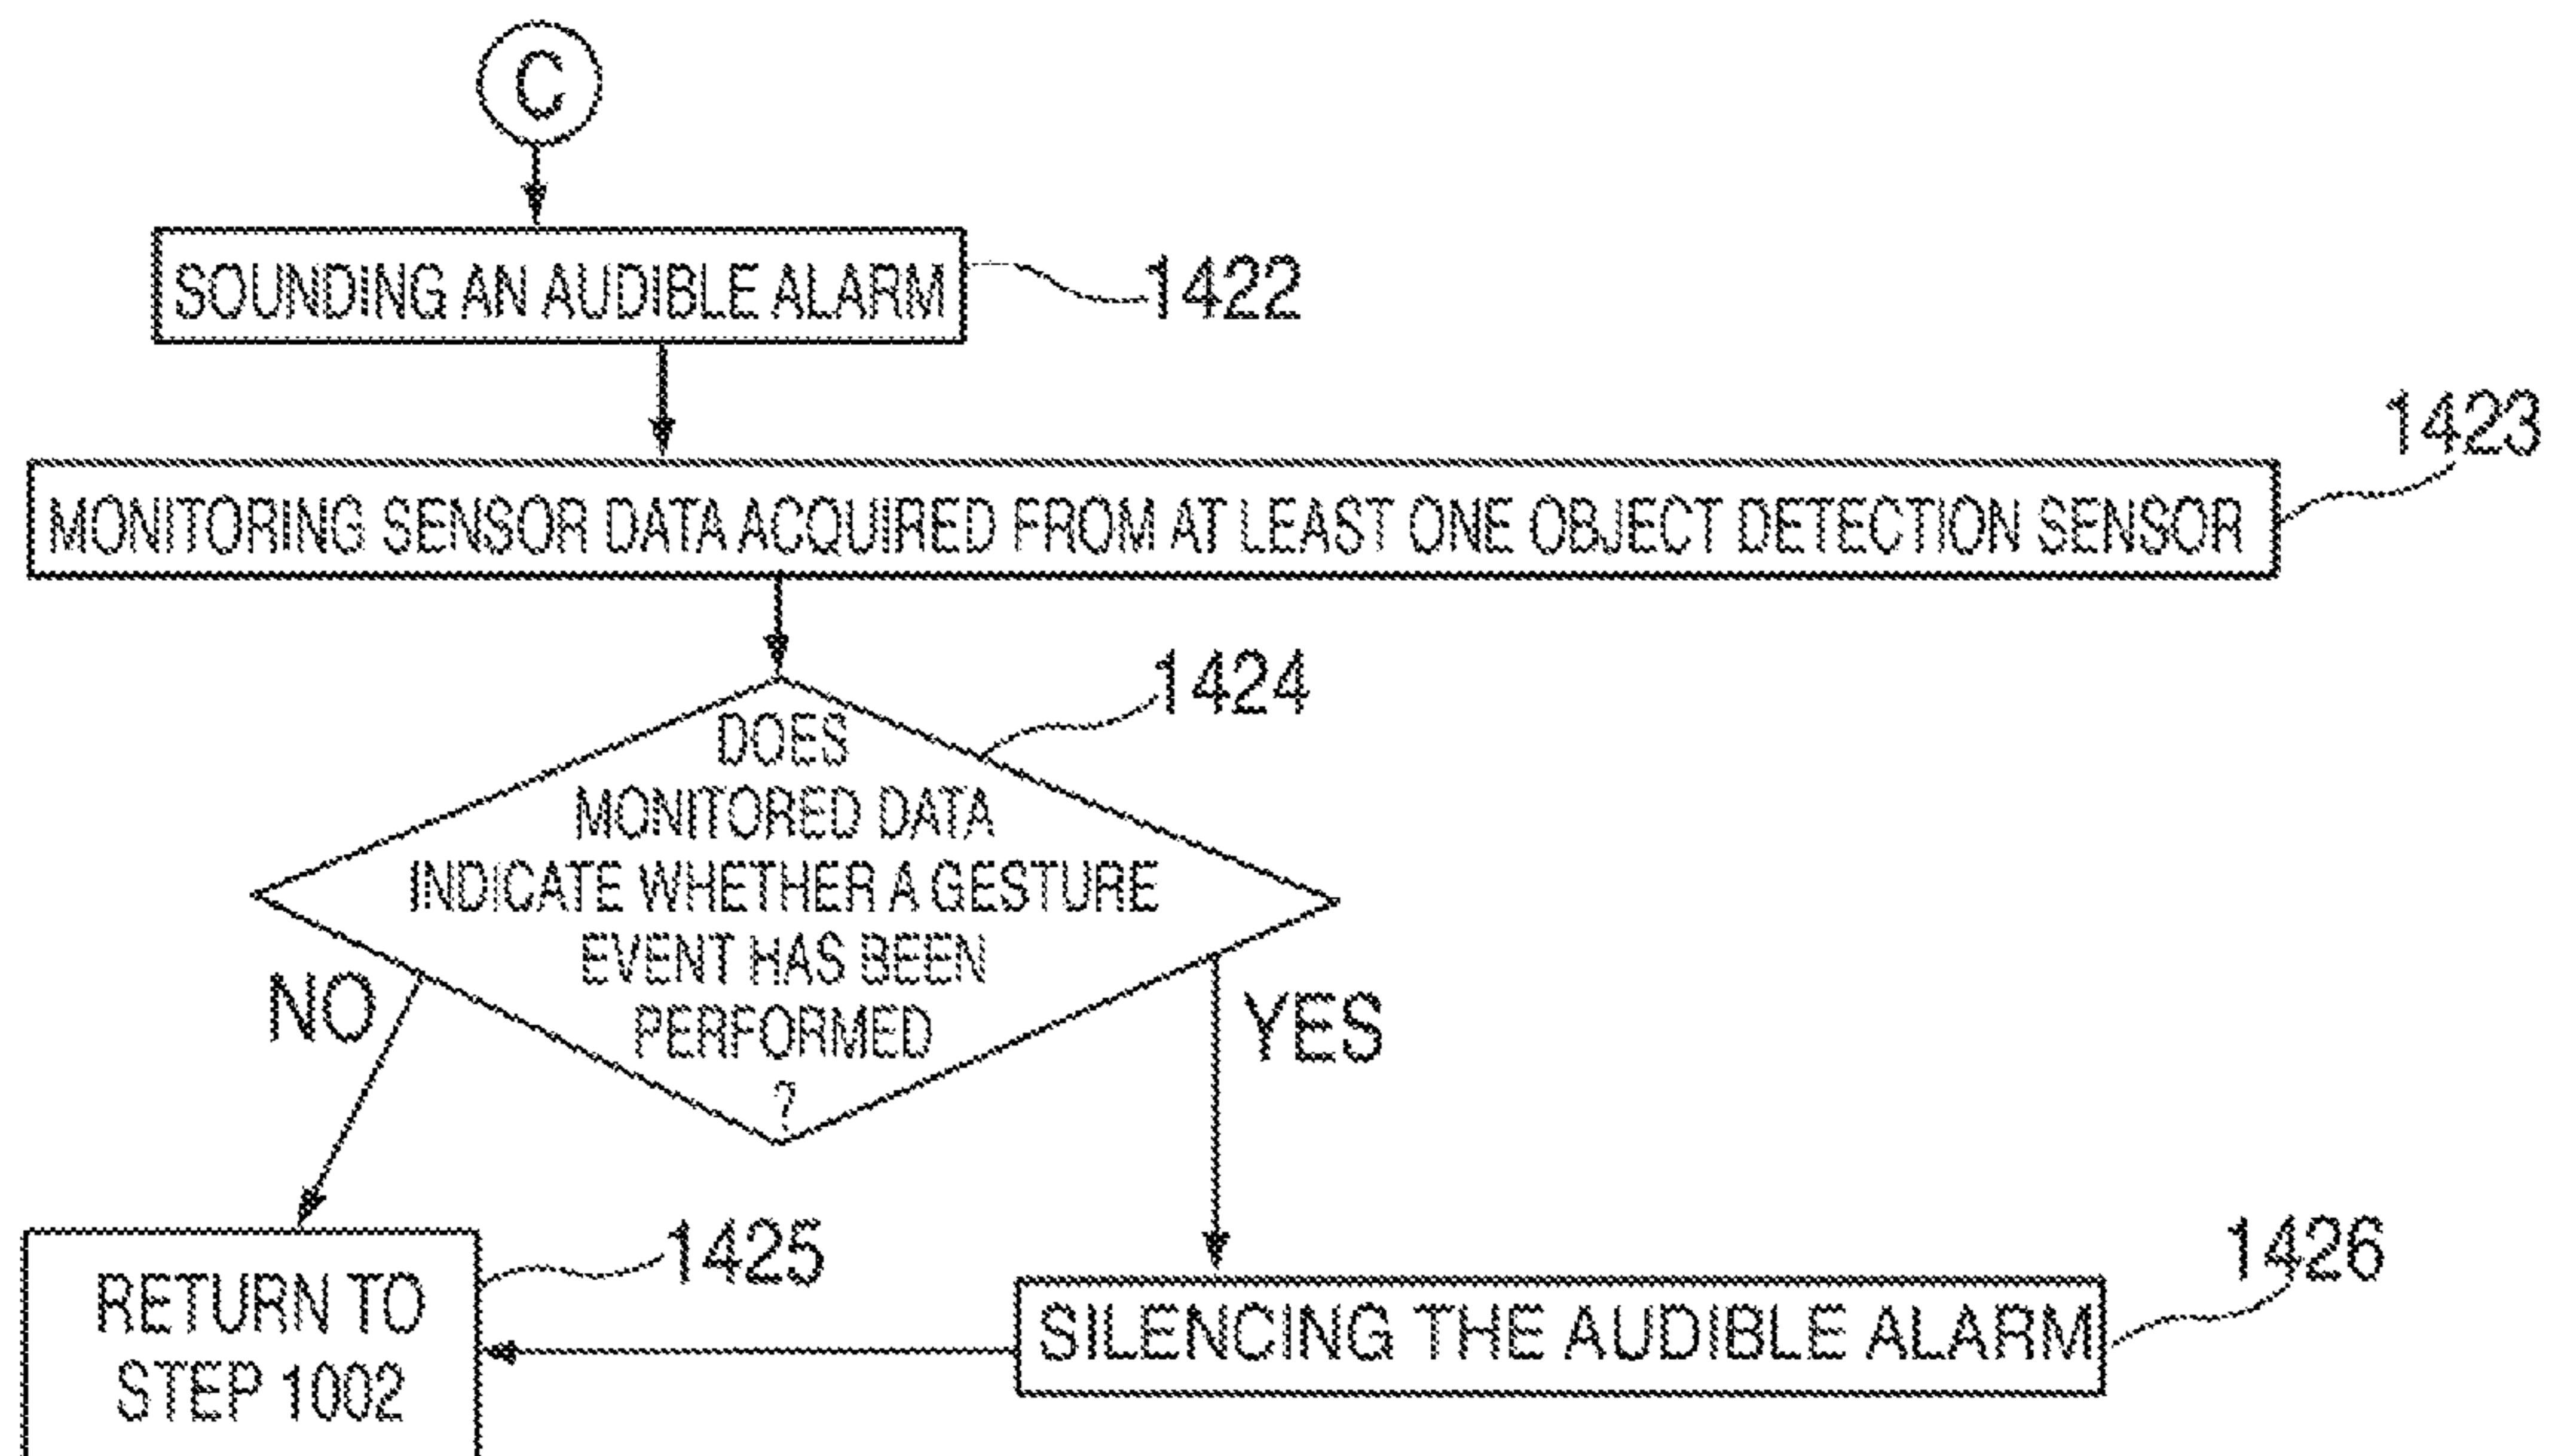 C
SOUNDING AN AUDIBLE ALARM
1422
1423
MONITORING SENSOR DATA ACQUIRED FROM AT LEAST ONE OBJECT DETECTION SENSOR
1424
DOES
MONITORED DATA
INDICATE WHETHER A GESTURE
EVENT HAS BEEN
PERFORMED
?
NO
YES
1425
1426
RETURN TO
STEP 1002
SILENCING THE AUDIBLE ALARM